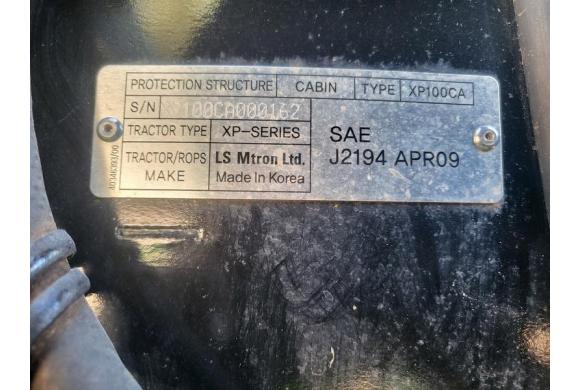 PROTECTION STRUCTURE CABIN TYPE XP100CA
S/N
TRACTOR TYPE XP-SERIES
TRACTOR/ROPS MAKE LS Mtron Ltd. Made in Korea
SAE
J2194 APR09